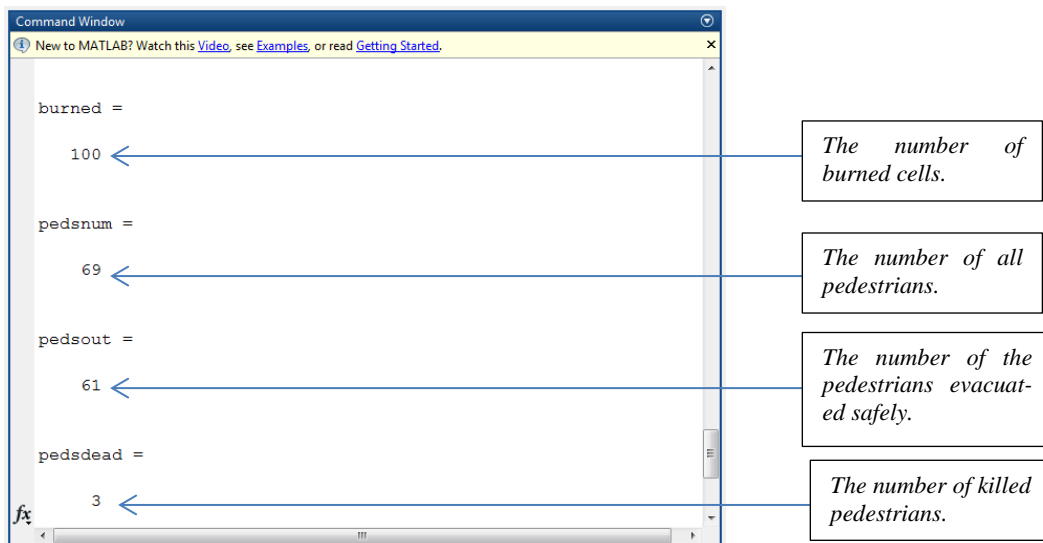 Command Window
New to MATLAB? Watch this Video, see Examples, or read Getting Started.
burned =
100
The number of
burned cells.
pedsnum =
69
The number of all
pedestrians.
pedsout =
61
The number of the
pedestrians evacuat-
ed safely.
pedsdead =
3
The number of killed
pedestrians.
fx